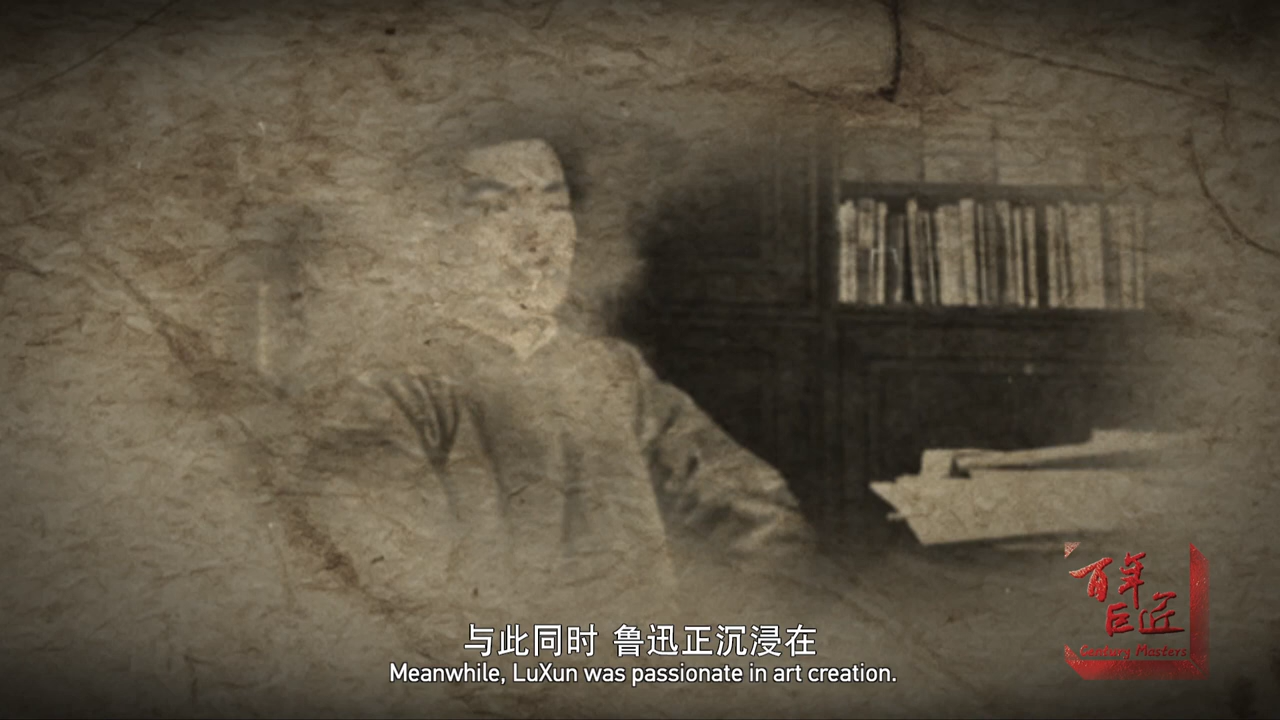 与此同时 鲁迅正沉浸在
Meanwhile, LuXun was passionate in art creation.
百年
巨匠
Century Masters